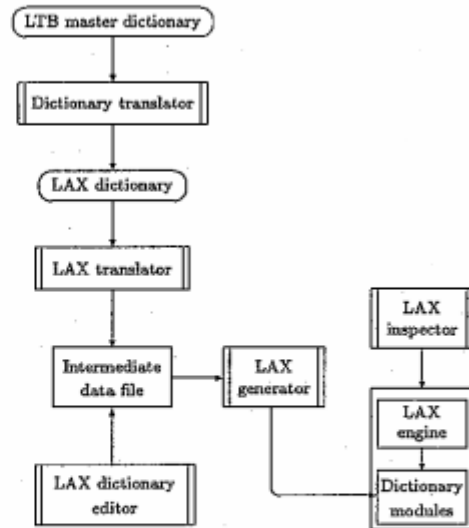 LTB master dictionary
Dictionary translator
LAX dictionary
LAX translator
Intermediate
data file
LAX
generator
LAX
inspector
LAX
engine
Dictionary
modules
LAX dictionary
editor